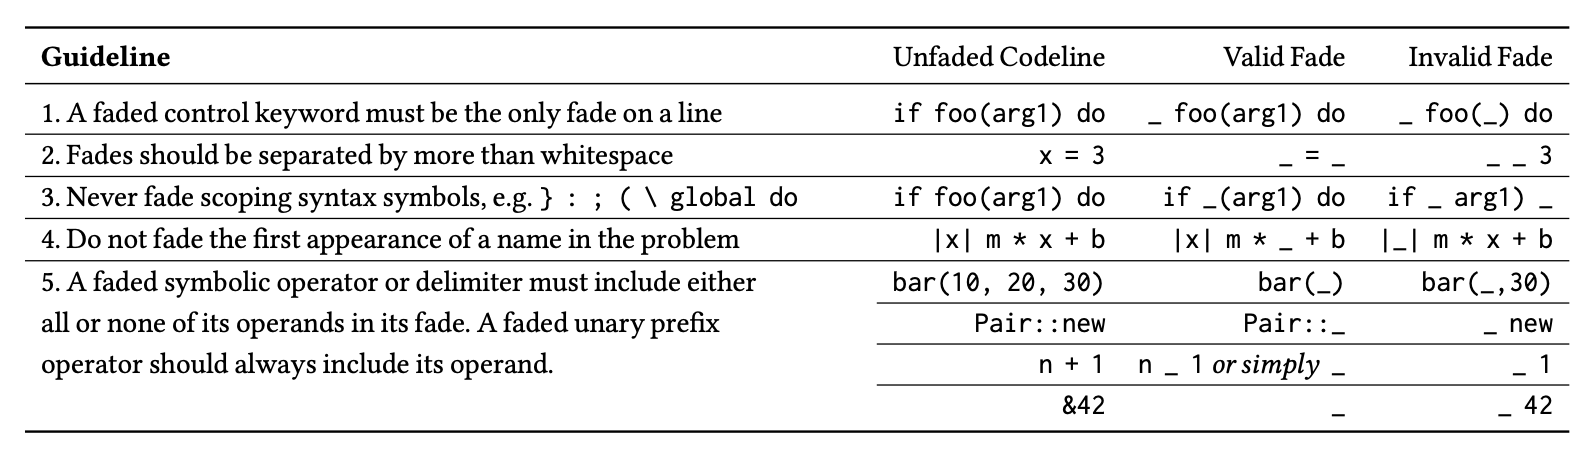 Guideline Unfaded Codeline Valid Fade Invalid Fade
1. A faded control keyword must be the only fade on a line if foo(arg1) do _ foo(arg1) do _ foo(_) do
2. Fades should be separated by more than whitespace x = 3 _ = _ _ _ 3
3. Never fade scoping syntax symbols, e.g. } : ; ( \ global do if foo(arg1) do if _(arg1) do if _ arg1) _
4. Do not fade the first appearance of a name in the problem |x| m * x + b |x| m * _ + b |_| m * x + b
5. A faded symbolic operator or delimiter must include either bar(10, 20, 30) bar(_) bar(_,30)
all or none of its operands in its fade. A faded unary prefix Pair::new Pair::_ _ new
operator should always include its operand. n + 1 n _ 1 or simply _ _ 1
&42 _ _ 42